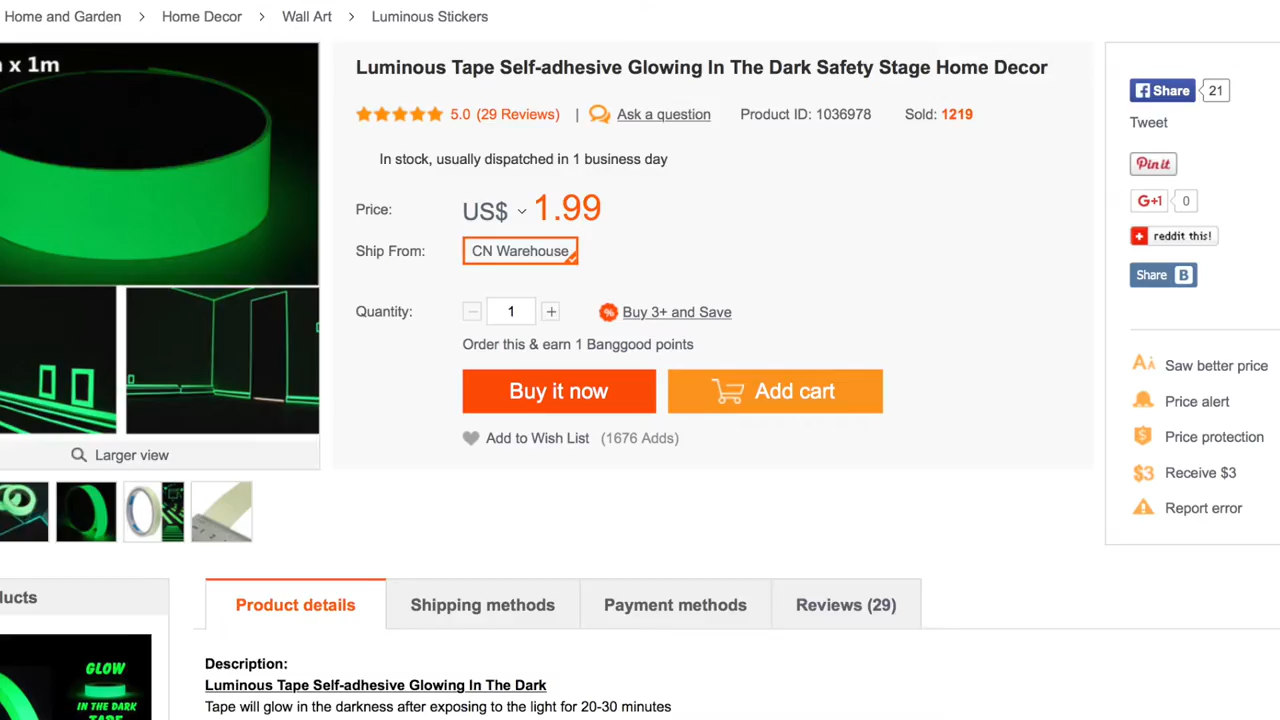 Home and Garden > Home Decor > Wall Art > Luminous Stickers
x 1m
Luminous Tape Self-adhesive Glowing In The Dark Safety Stage Home Decor
5.0 (29 Reviews) | Ask a question Product ID: 1036978 Sold: 1219
In stock, usually dispatched in 1 business day
Price: US$ 1.99
Ship From: CN Warehouse
Quantity: − 1 + Buy 3+ and Save
Order this & earn 1 Banggood points
Buy it now Add cart
Add to Wish List (1676 Adds)
Larger view
Share 21
Tweet
Pin it
G+1 0
reddit this!
Share B
Saw better price
Price alert
Price protection
$3 Receive $3
Report error
ucts
Product details Shipping methods Payment methods Reviews (29)
GLOW
IN THE DARK
TAPE
Description:
Luminous Tape Self-adhesive Glowing In The Dark
Tape will glow in the darkness after exposing to the light for 20-30 minutes